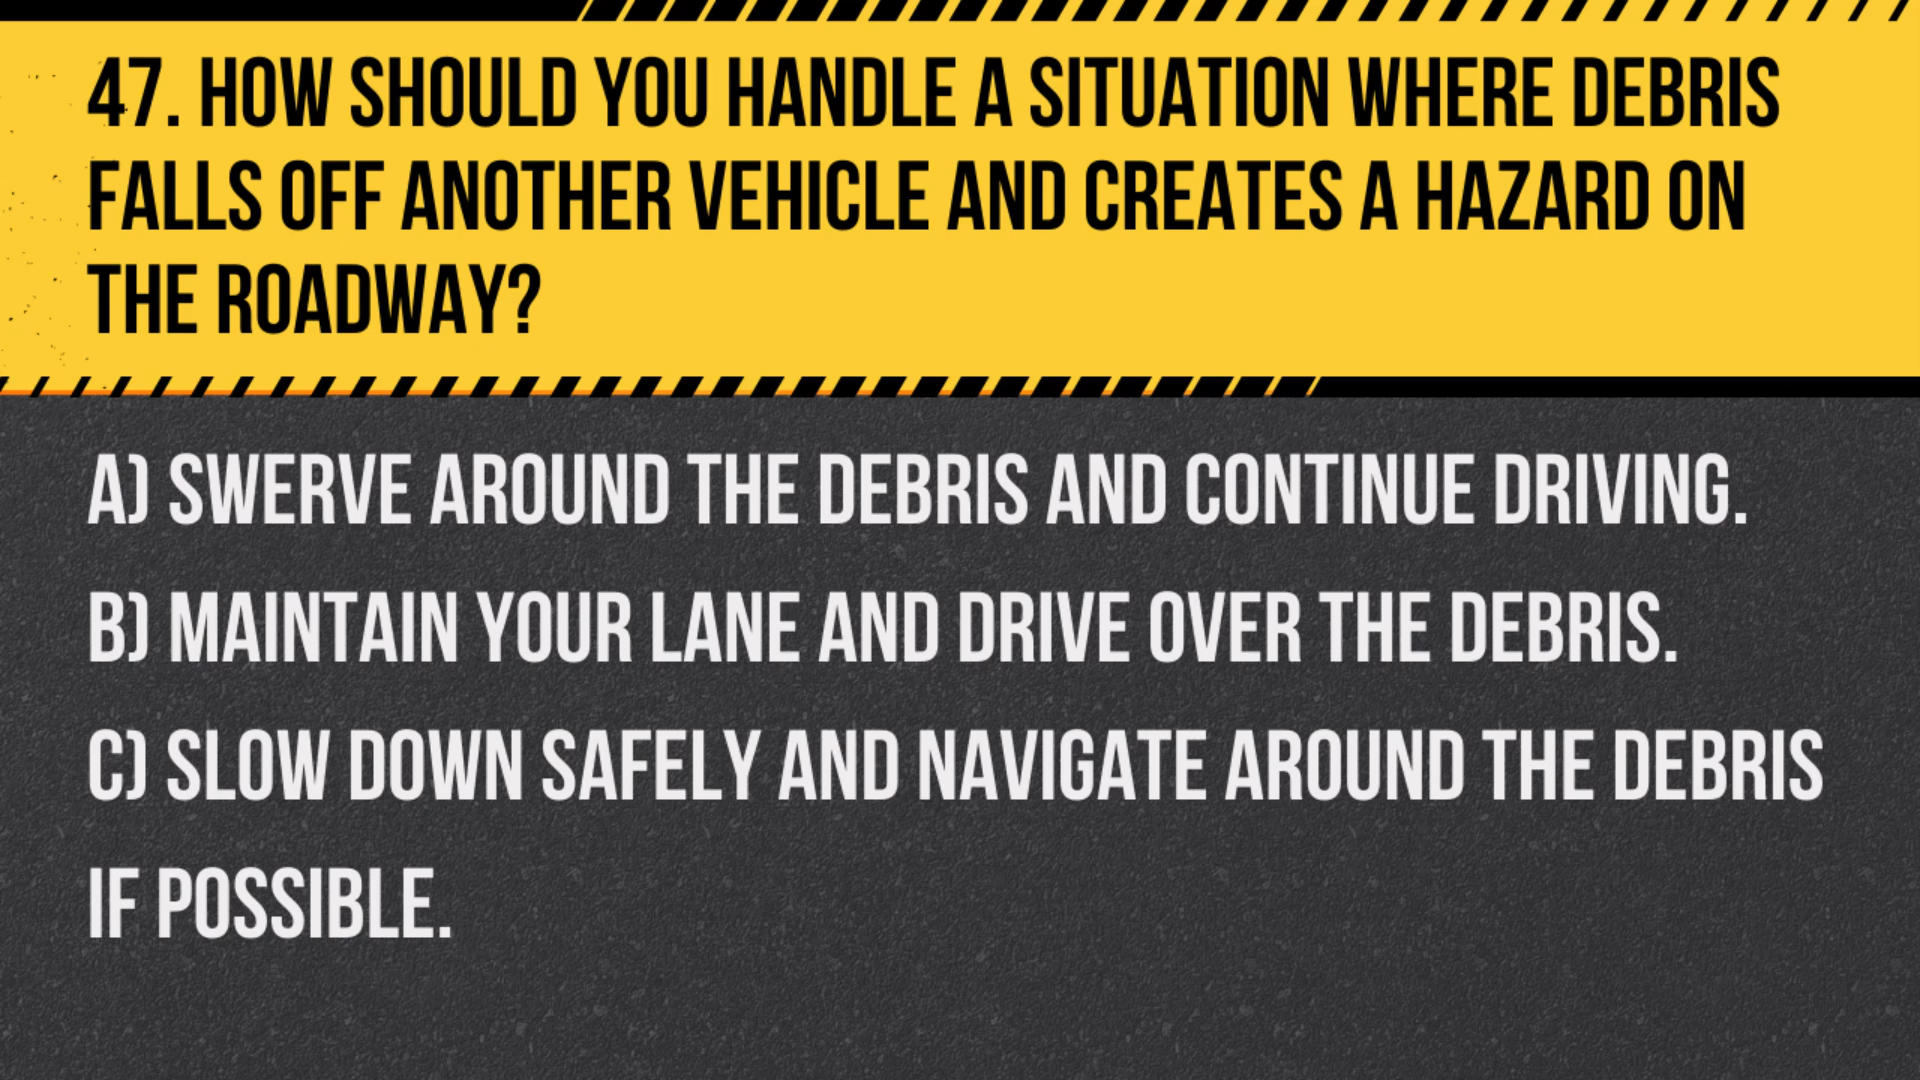 47. HOW SHOULD YOU HANDLE A SITUATION WHERE DEBRIS
FALLS OFF ANOTHER VEHICLE AND CREATES A HAZARD ON
THE ROADWAY?
A) SWERVE AROUND THE DEBRIS AND CONTINUE DRIVING.
B) MAINTAIN YOUR LANE AND DRIVE OVER THE DEBRIS.
C) SLOW DOWN SAFELY AND NAVIGATE AROUND THE DEBRIS
IF POSSIBLE.